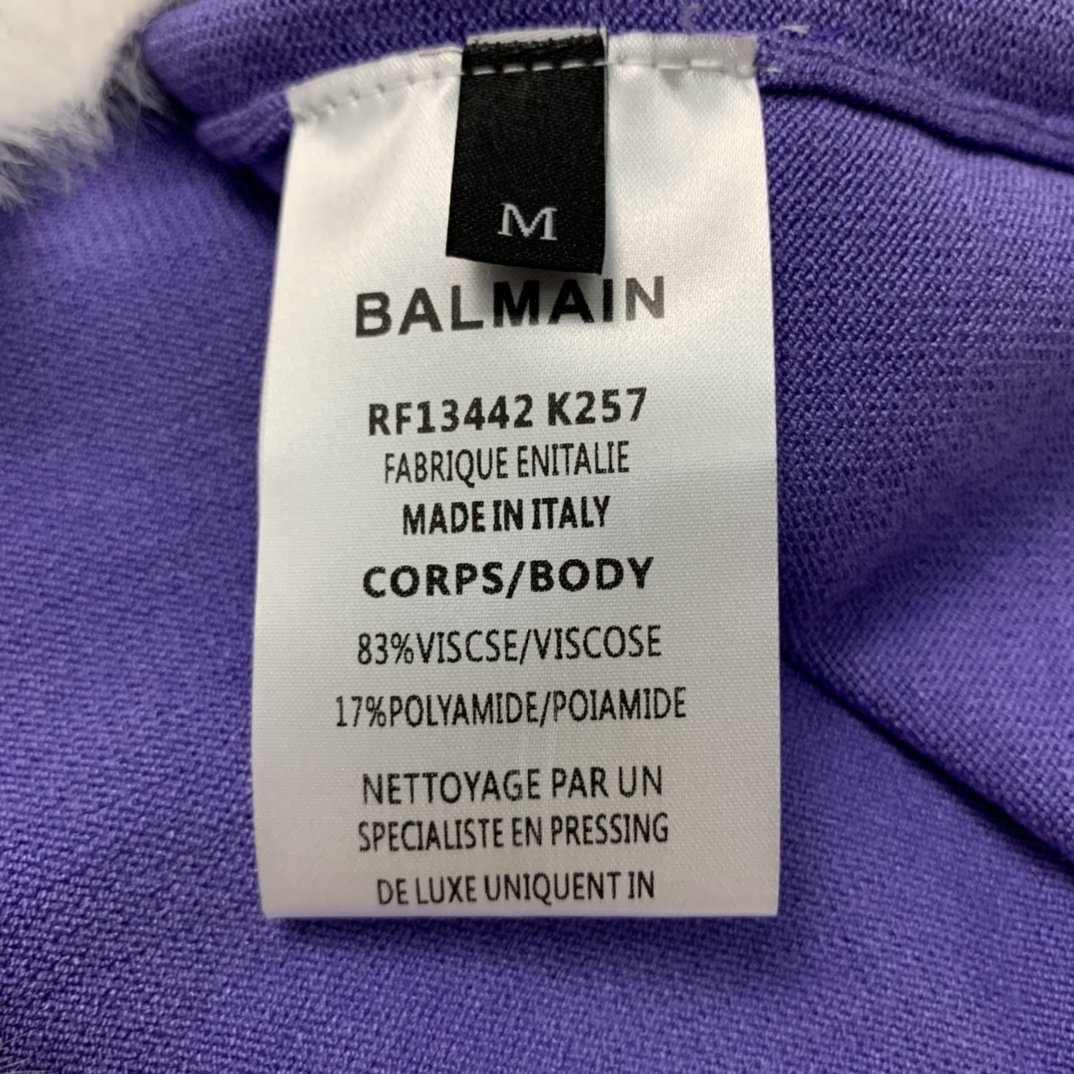 M
BALMAIN
RF13442 K257
FABRIQUE ENITALIE
MADE IN ITALY
CORPS/BODY
83%VISCSE/VISCOSE
17%POLYAMIDE/POIAMIDE
NETTOYAGE PAR UN
SPECIALISTE EN PRESSING
DE LUXE UNIQUENT IN